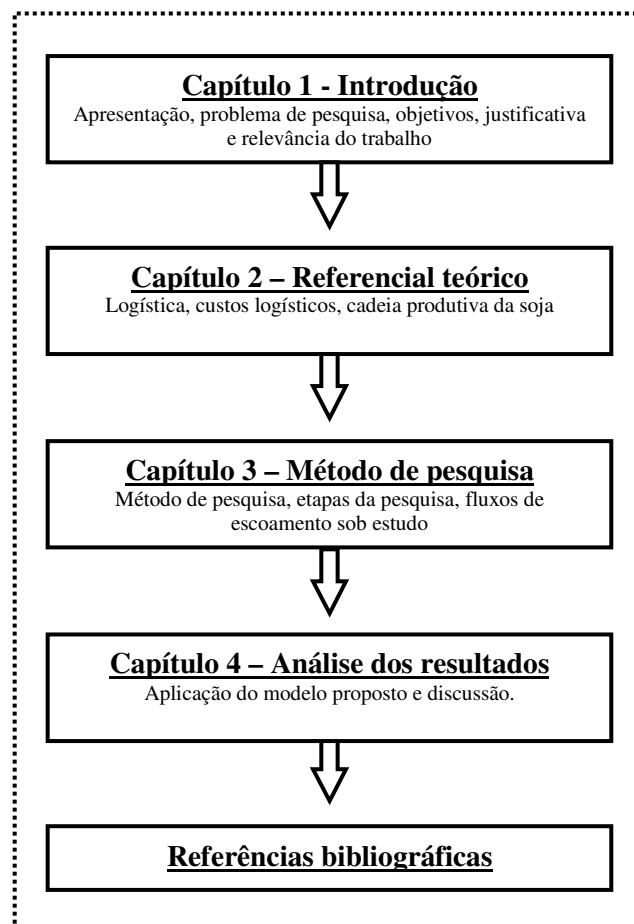 Capítulo 1 - Introdução
Apresentação, problema de pesquisa, objetivos, justificativa
e relevância do trabalho
Capítulo 2 – Referencial teórico
Logística, custos logísticos, cadeia produtiva da soja
Capítulo 3 – Método de pesquisa
Método de pesquisa, etapas da pesquisa, fluxos de
escoamento sob estudo
Capítulo 4 – Análise dos resultados
Aplicação do modelo proposto e discussão.
Referências bibliográficas